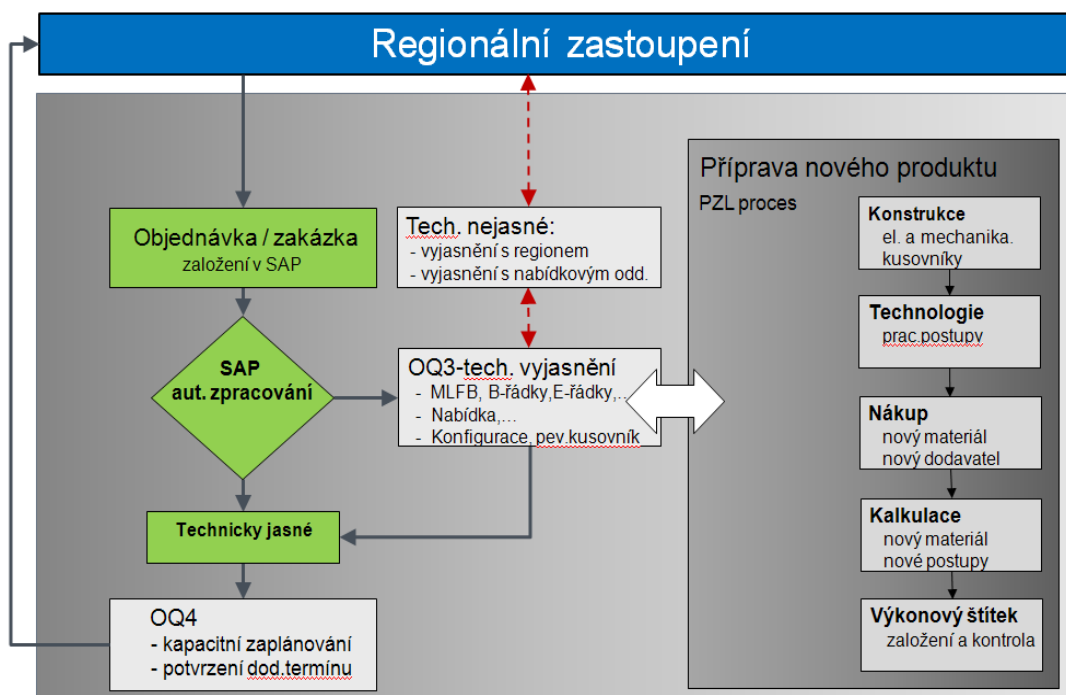 Regionální zastoupení
Objednávka / zakázka
založení v SAP
SAP
aut. zpracování
Technicky jasné
OQ4
- kapacitní zaplánování
- potvrzení dod.termínu
Tech. nejasné:
- vyjasnění s regionem
- vyjasnění s nabídkovým odd.
OQ3-tech. vyjasnění
- MLFB, B-řádky,E-řádky,…
- Nabídka,…
- Konfigurace, pev.kusovník
Příprava nového produktu
PZL proces
Konstrukce
el. a mechanika.
kusovníky
Technologie
prac.postupy
Nákup
nový materiál
nový dodavatel
Kalkulace
nový materiál
nové postupy
Výkonový štítek
založení a kontrola